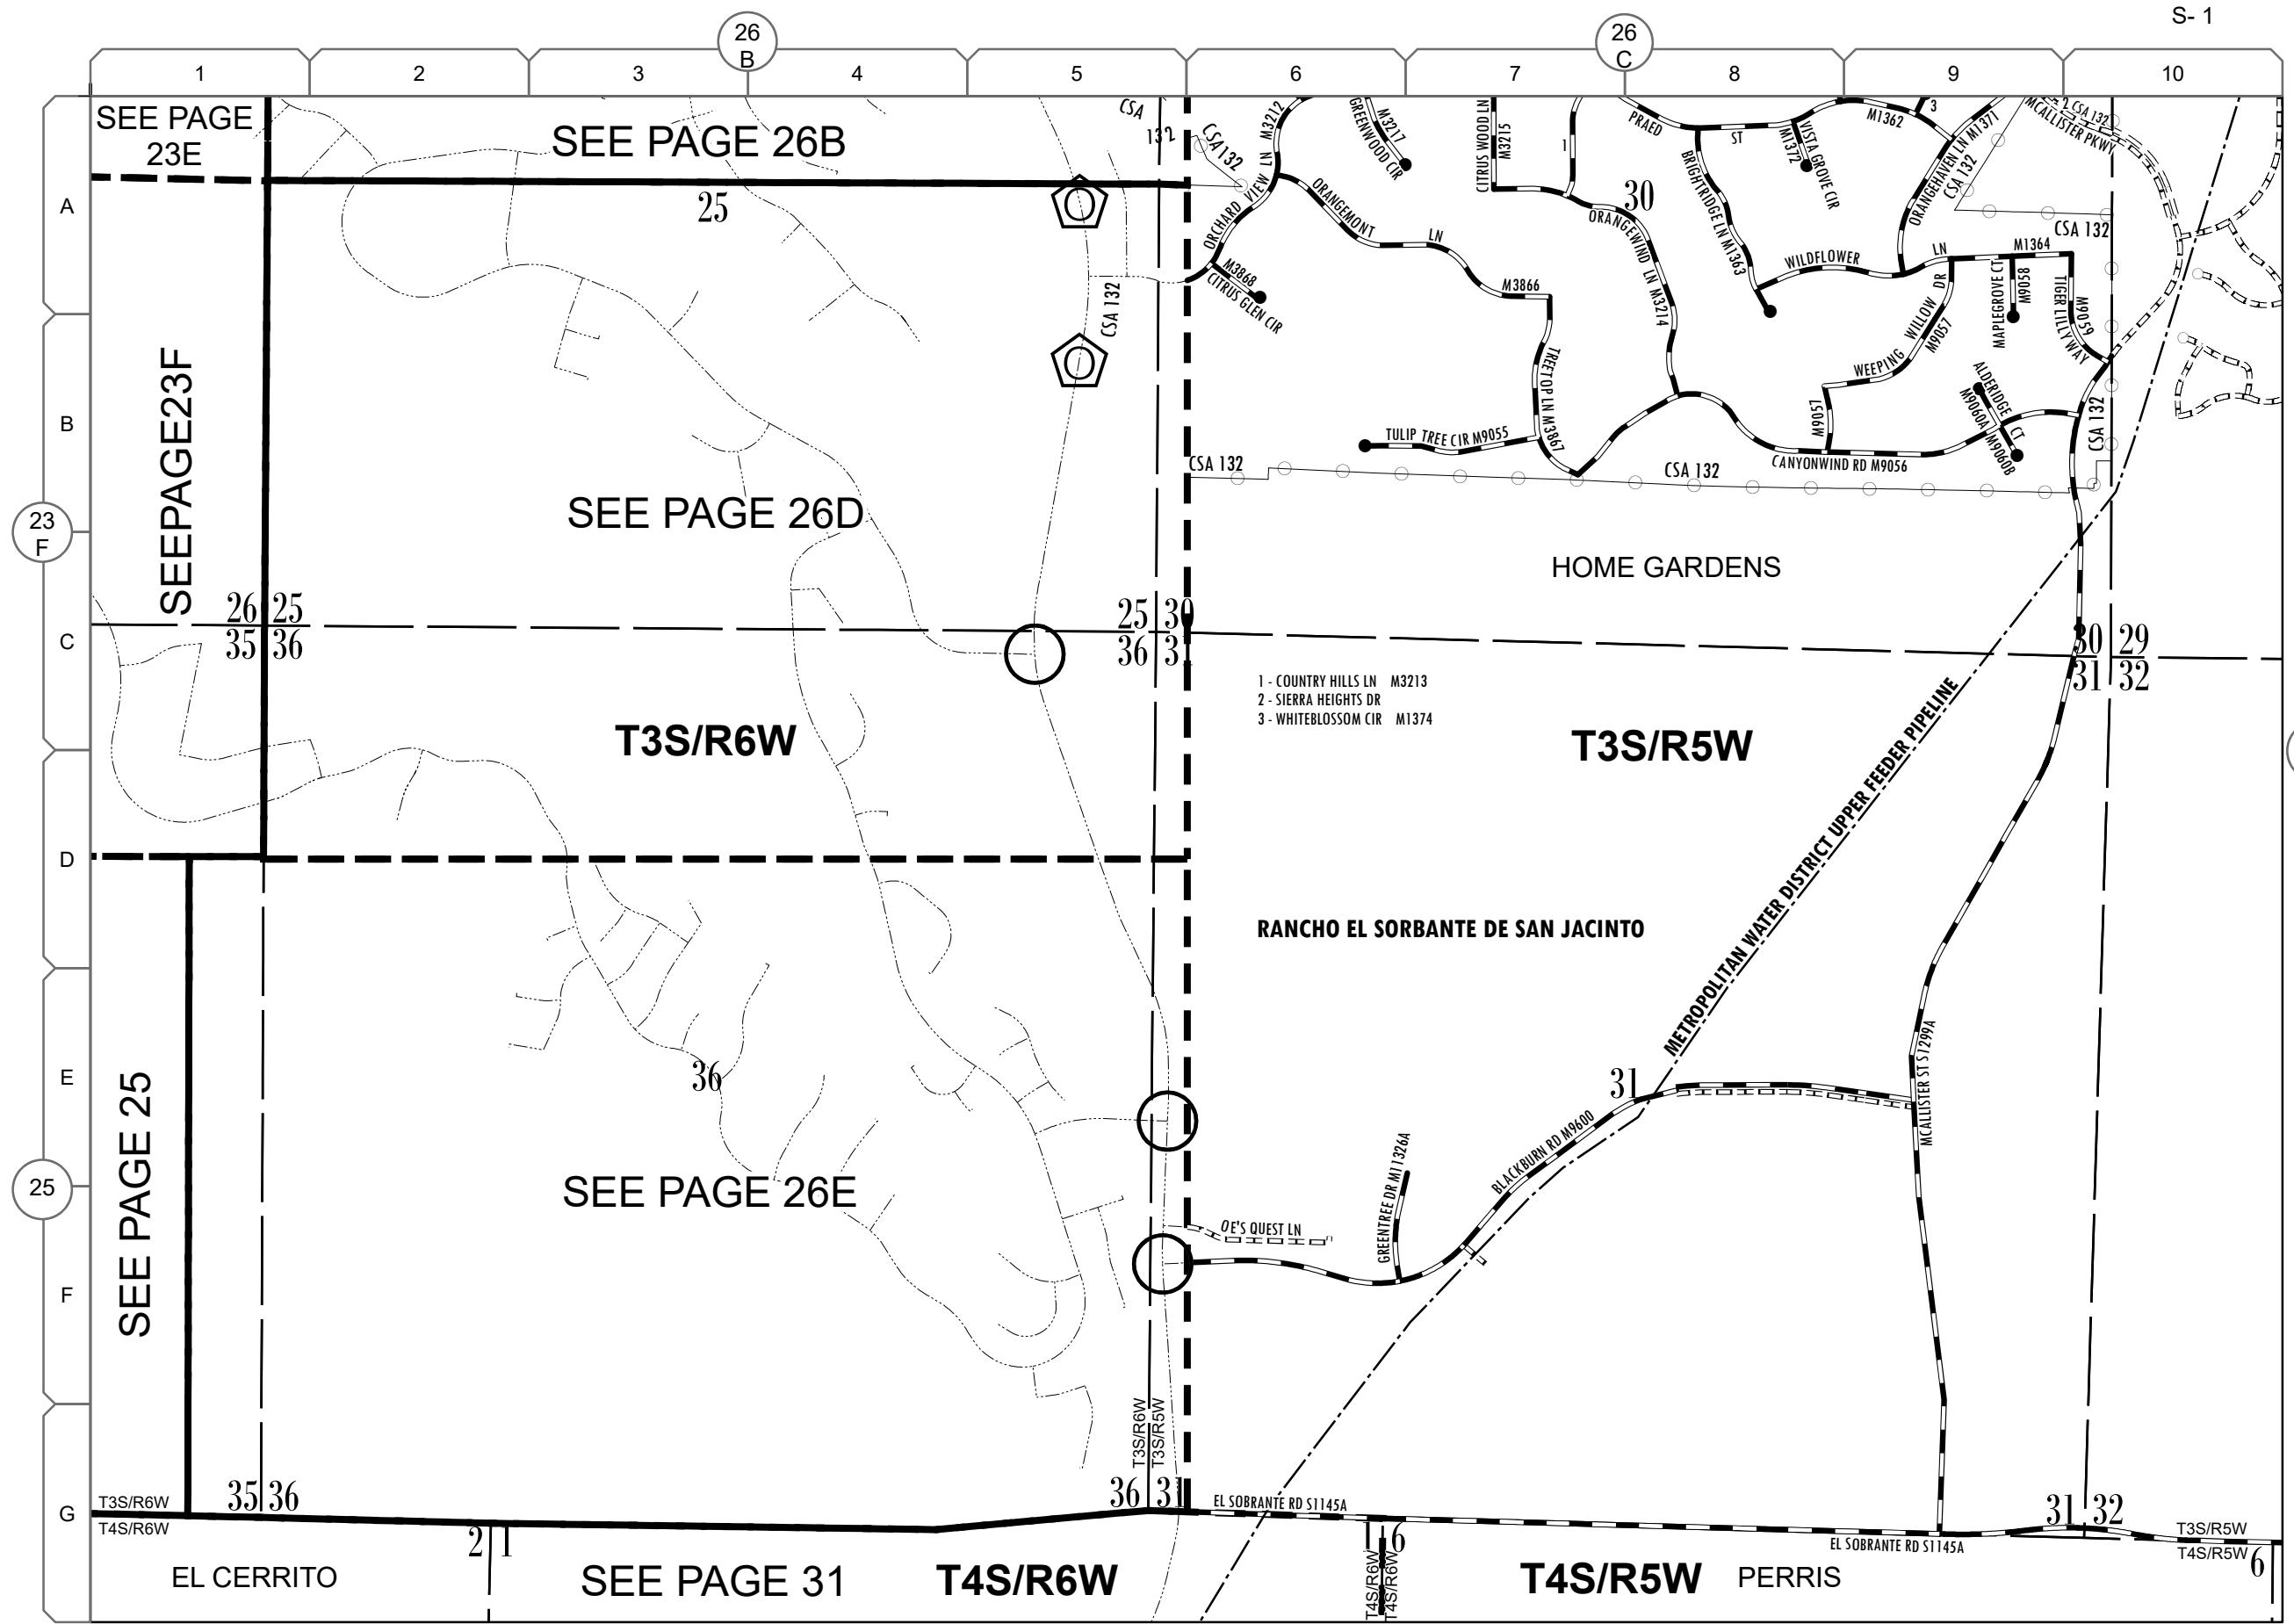 S- 1
26
B
26
C
1
2
3
4
5
6
7
8
9
10
A
B
C
D
E
F
G
23
F
25
SEE PAGE
23E
SEE PAGE 26B
25
SEEPAGE23F
SEE PAGE 26D
O
O
CSA
132
CSA 132
CSA 132
ORCHARD VIEW LN M3212
GREENWOOD CIR
M3217
CITRUS WOOD LN
M3215
1
PRAED ST
M1372
VISTA GROVE CIR
M1362
3
ORANGEHAVEN LN M1371
CSA 132
2 CSA 132
MCALLISTER PKWY
30
ORANGEMONT LN
M3866
M3868
CITRUS GLEN CIR
ORANGEWIND LN M3214
BRIGHTRIDGE LN M1363
WILDFLOWER LN
M1364
CSA 132
WEEPING WILLOW DR
M9057
MAPLEGROVE CT
M9058
TIGER LILLY WAY
M9059
TREETOP LN M3867
TULIP TREE CIR M9055
M9057
ALDERIDGE CT
M9060A M9060B
CANYONWIND RD M9056
CSA 132
CSA 132
CSA 132
HOME GARDENS
26 25
35 36
25 30
36 3
30 29
31 32
1 - COUNTRY HILLS LN M3213
2 - SIERRA HEIGHTS DR
3 - WHITEBLOSSOM CIR M1374
T3S/R6W
T3S/R5W
METROPOLITAN WATER DISTRICT UPPER FEEDER PIPELINE
RANCHO EL SORBANTE DE SAN JACINTO
SEE PAGE 25
36
31
MCALLISTER ST S1299A
BLACKBURN RD M9600
GREENTREE DR M11326A
OE'S QUEST LN
SEE PAGE 26E
T3S/R6W
T3S/R5W
T3S/R6W
T4S/R6W
35 36
36 31
EL SOBRANTE RD S1145A
31 32
2 1
1 6
EL SOBRANTE RD S1145A
T3S/R5W
T4S/R5W
6
EL CERRITO
SEE PAGE 31
T4S/R6W
T4S/R6W
T4S/R6W
T4S/R5W
PERRIS